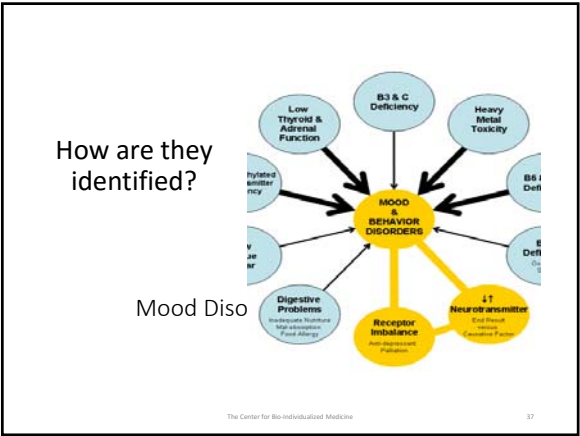 How are they
identified?
Mood Diso
Low
Thyroid &
Adrenal
Function
B3 & C
Deficiency
Heavy
Metal
Toxicity
MOOD
&
BEHAVIOR
DISORDERS
Digestive
Problems
Inadequate Nutriture
Mal-absorption
Food Allergy
Receptor
Imbalance
Anti-depressant
Palliation
↓↑
Neurotransmitter
End Result
versus
Causative Factor
The Center for Bio-Individualized Medicine
37